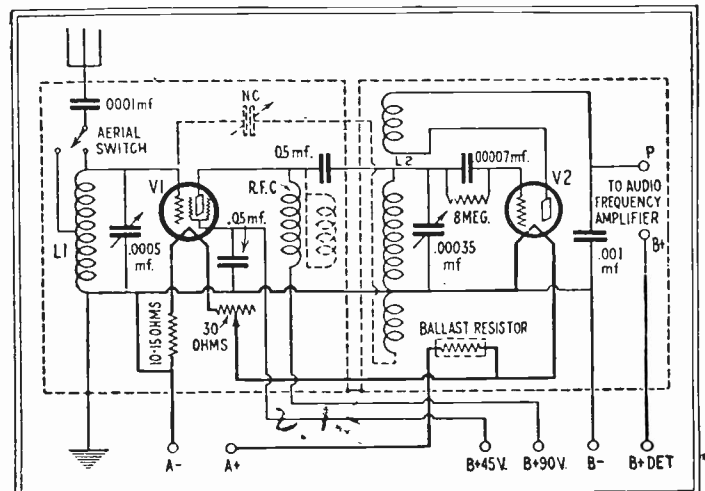 .0001mf
AERIAL
SWITCH
N.C
L1
.0005
mf.
V1
05mf.
R.F.C
.05mf.
L2
.00007mf.
8MEG.
V2
.00035
mf
P
TO AUDIO
FREQUENCY
AMPLIFIER
B+
.001
mf
10-15 OHMS
30
OHMS
BALLAST RESISTOR
A-
A+
B+45V.
B+90V.
B-
B+DET